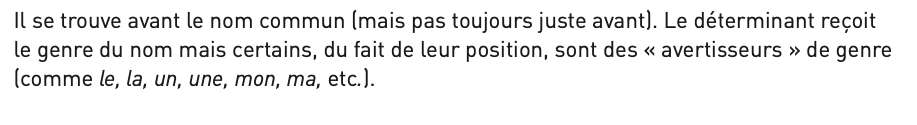 Il se trouve avant le nom commun (mais pas toujours juste avant). Le déterminant reçoit
le genre du nom mais certains, du fait de leur position, sont des « avertisseurs » de genre
(comme le, la, un, une, mon, ma, etc.).